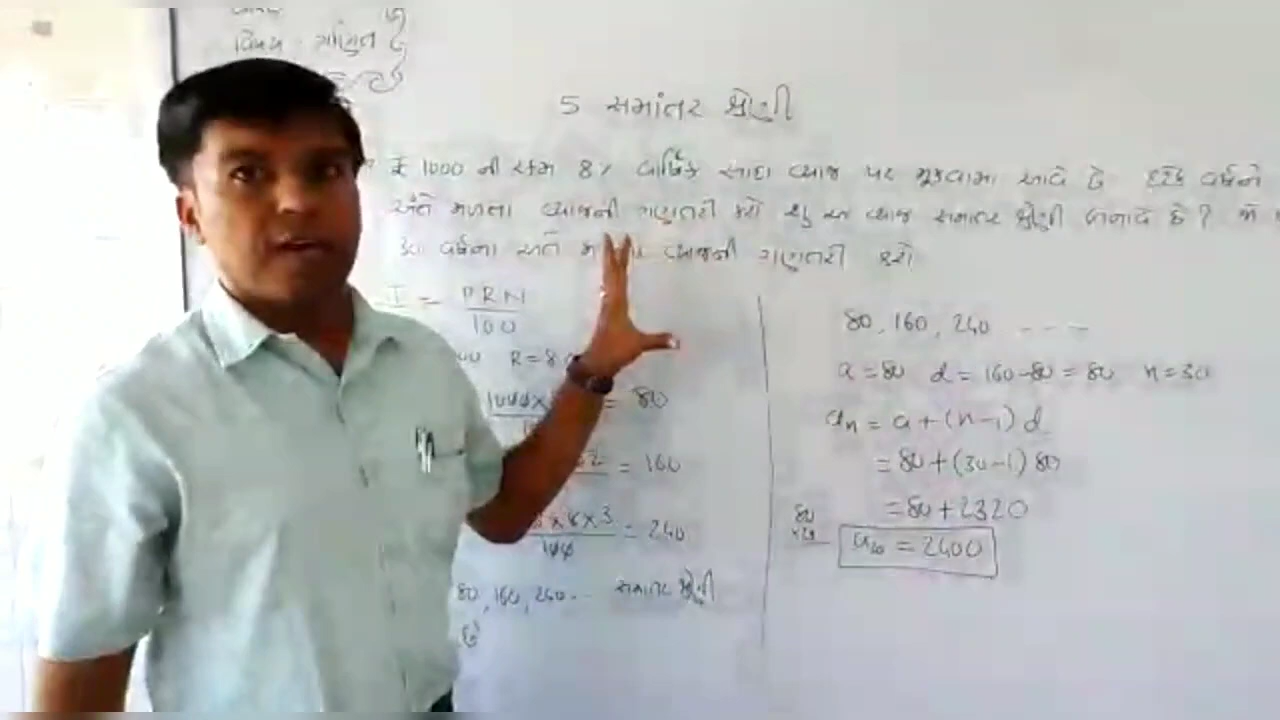 વિષય - ગણિત
5 સમાંતર શ્રેણી
₹ 1000 ની રકમ 8% વાર્ષિક સાદા વ્યાજ પર મૂકવામા આવે છે દરેક વર્ષને
અંતે મળતા વ્યાજની ગણતરી કરો શું આ વ્યાજ સમાંતર શ્રેણી બનાવે છે? જો
30 વર્ષના અંતે વ્યાજની ગણતરી કરો
I = PRN
100
R = 8
1000 ×
= 80
= 160
× 8 × 3
100
= 240
80, 160, 240 .. સમાંતર શ્રેણી
છે
80, 160, 240 - - -
a = 80 d = 160-80 = 80 n = 30
an = a + (n-1) d
= 80 + (30-1) 80
= 80 + 2320
80
a30 = 2400